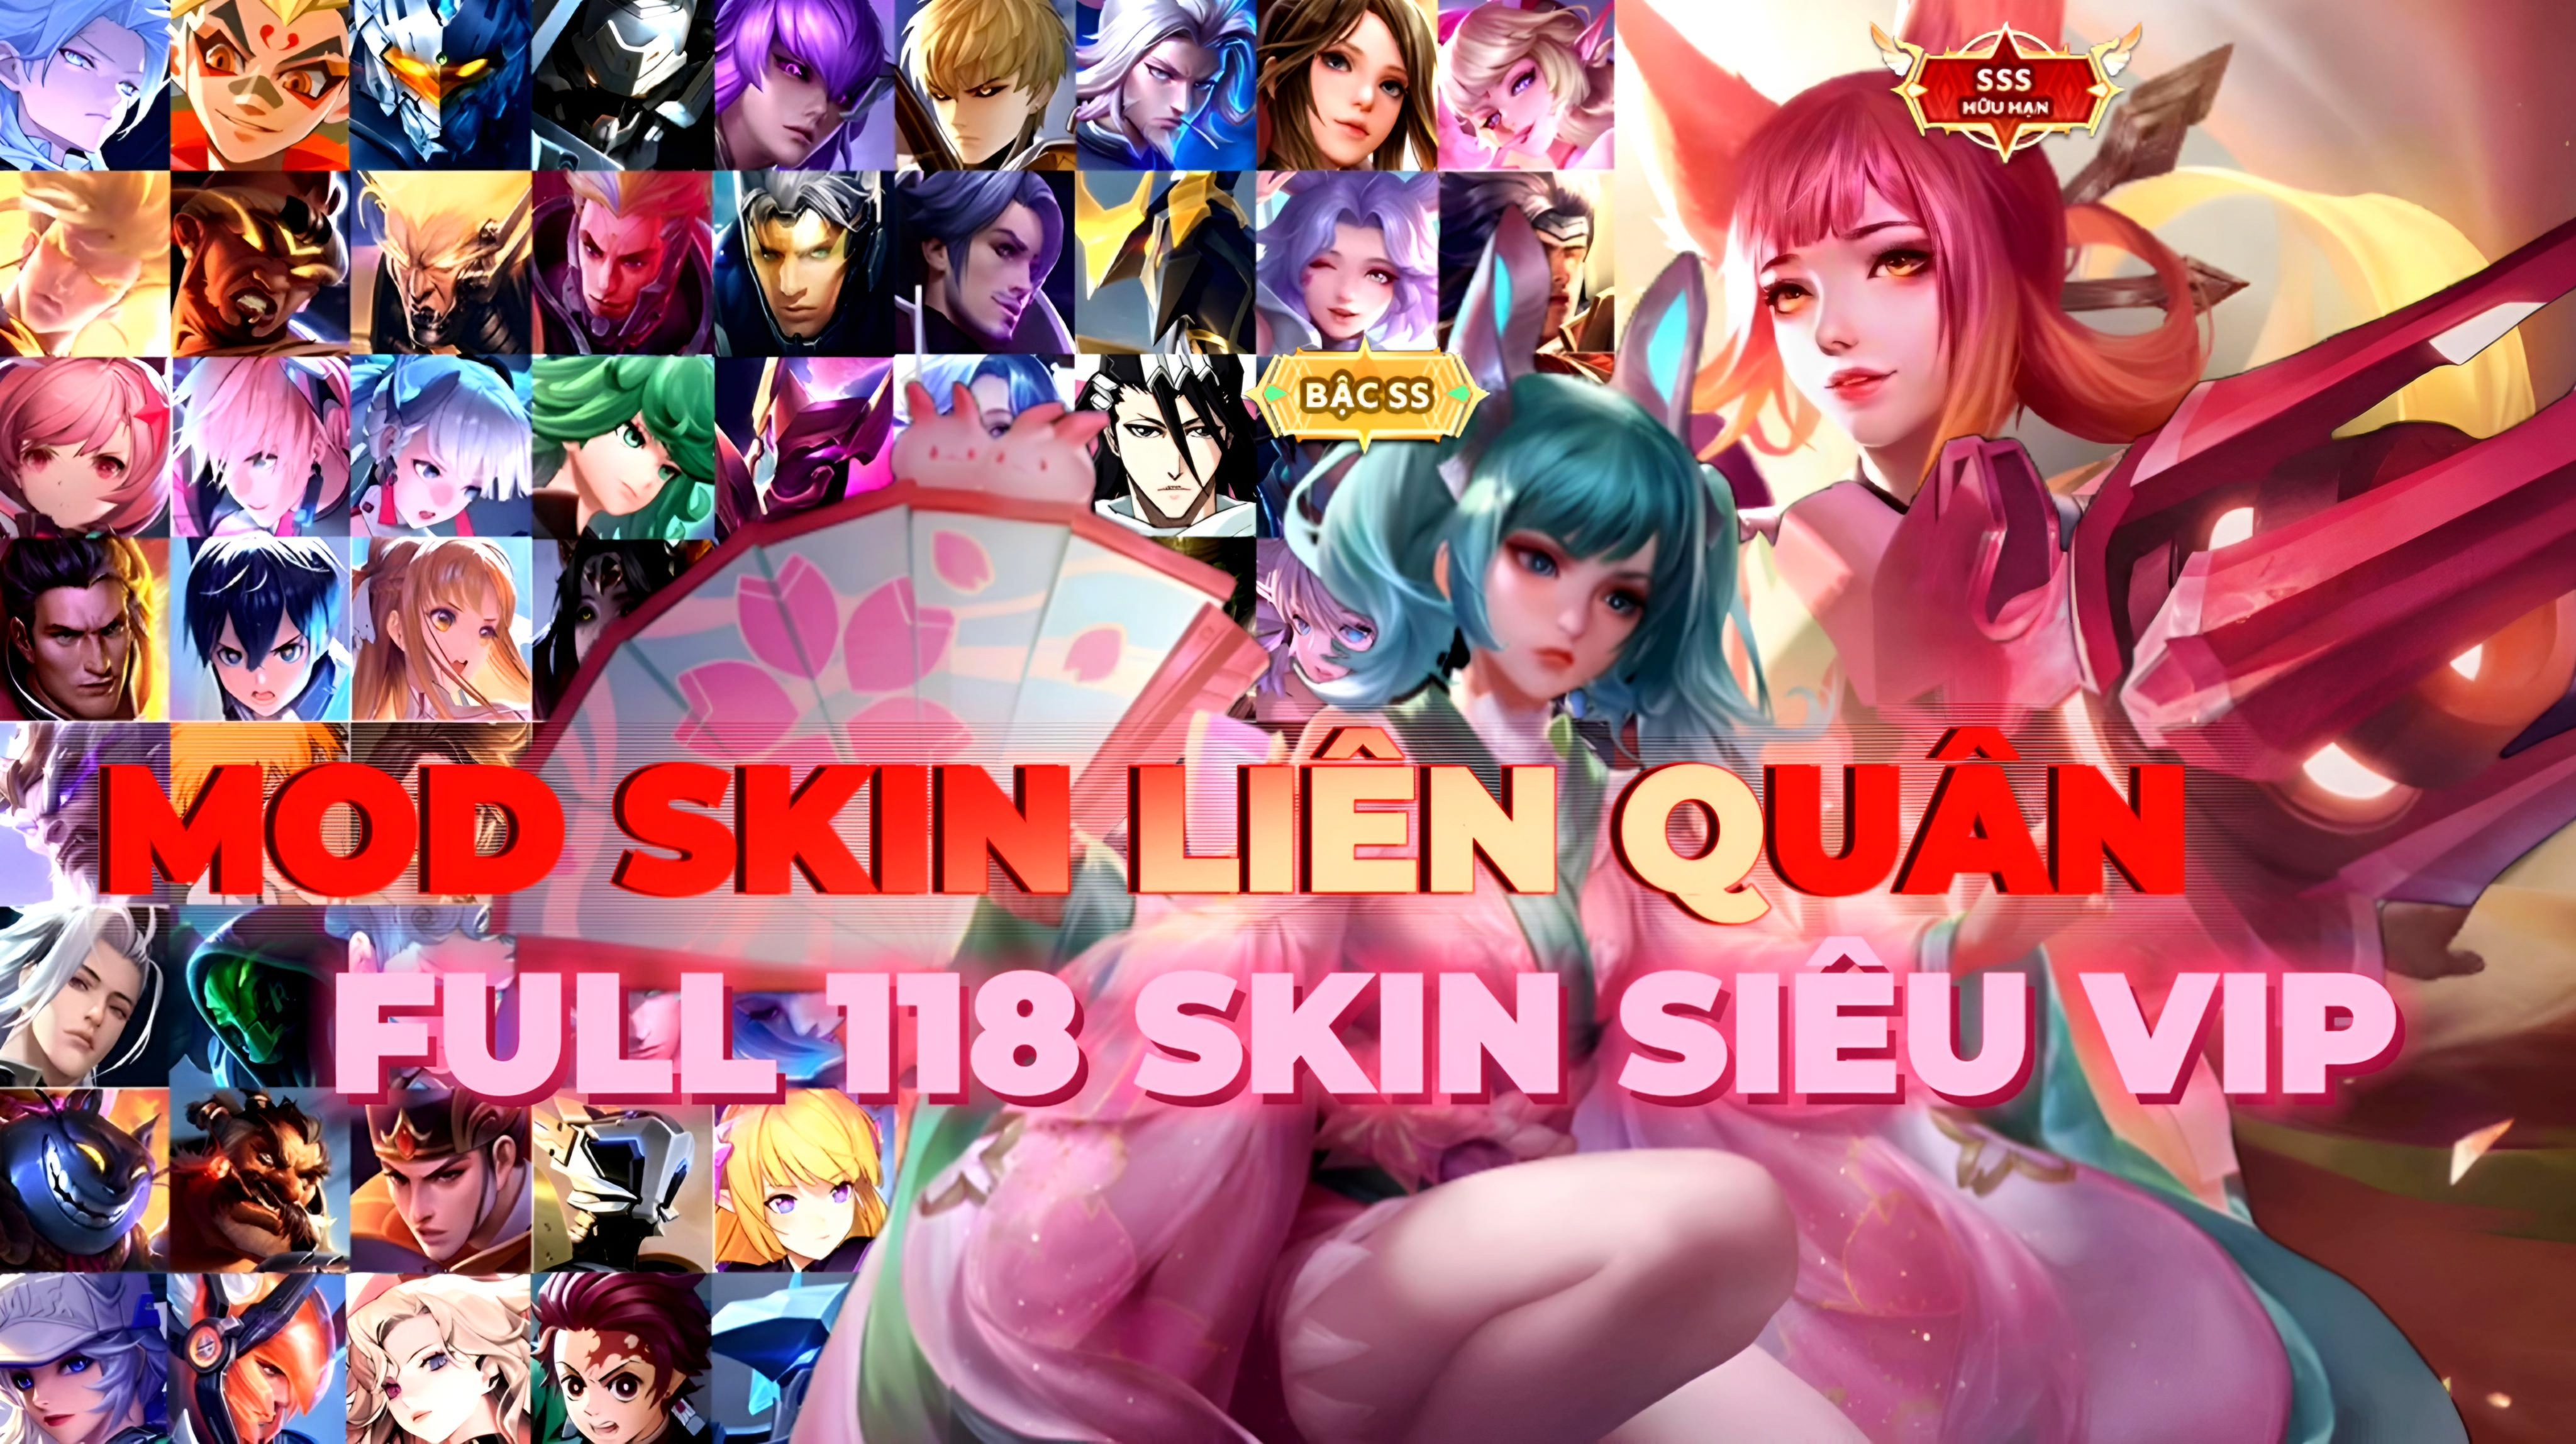 SSS
HỮU HẠN
BẬC SS
MOD SKIN LIÊN QUÂN
FULL 118 SKIN SIÊU VIP